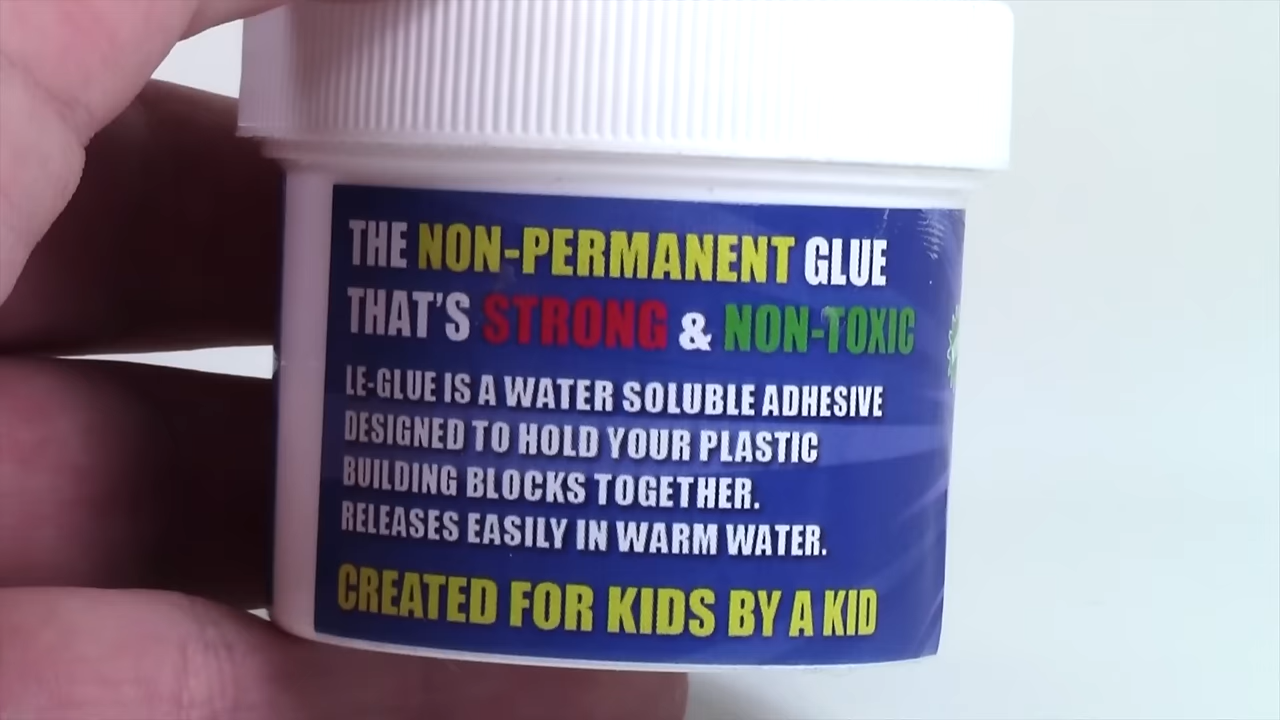 THE NON-PERMANENT GLUE
THAT'S STRONG & NON-TOXIC
LE-GLUE IS A WATER SOLUBLE ADHESIVE
DESIGNED TO HOLD YOUR PLASTIC
BUILDING BLOCKS TOGETHER.
RELEASES EASILY IN WARM WATER.
CREATED FOR KIDS BY A KID